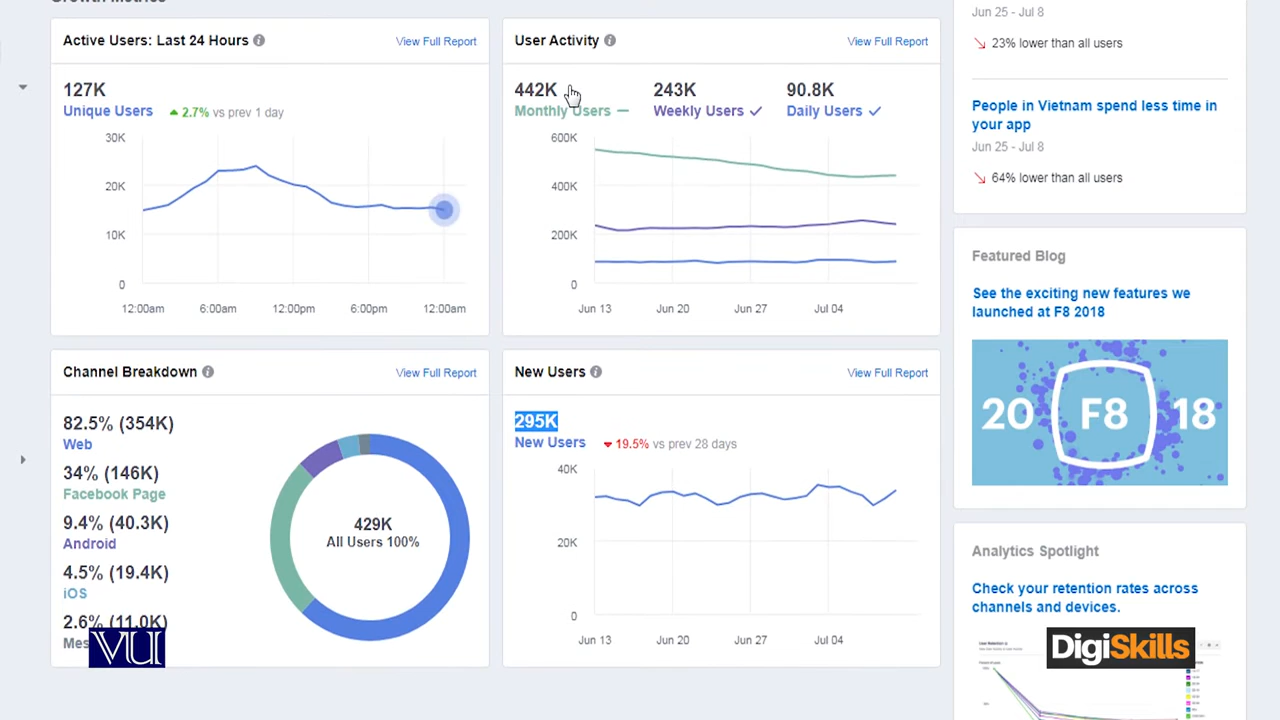 Active Users: Last 24 Hours
View Full Report
127K
Unique Users
2.7% vs prev 1 day
30K
20K
10K
0
12:00am
6:00am
12:00pm
6:00pm
12:00am
User Activity
View Full Report
442K
Monthly Users
243K
Weekly Users
90.8K
Daily Users
600K
400K
200K
0
Jun 13
Jun 20
Jun 27
Jul 04
Channel Breakdown
View Full Report
82.5% (354K)
Web
34% (146K)
Facebook Page
9.4% (40.3K)
Android
4.5% (19.4K)
iOS
2.6% (11.0K)
429K
All Users 100%
VU
New Users
View Full Report
295K
New Users
19.5% vs prev 28 days
40K
20K
0
Jun 13
Jun 20
Jun 27
Jul 04
Jun 25 - Jul 8
23% lower than all users
People in Vietnam spend less time in
your app
Jun 25 - Jul 8
64% lower than all users
Featured Blog
See the exciting new features we
launched at F8 2018
20 F8 18
Analytics Spotlight
Check your retention rates across
channels and devices.
DigiSkills